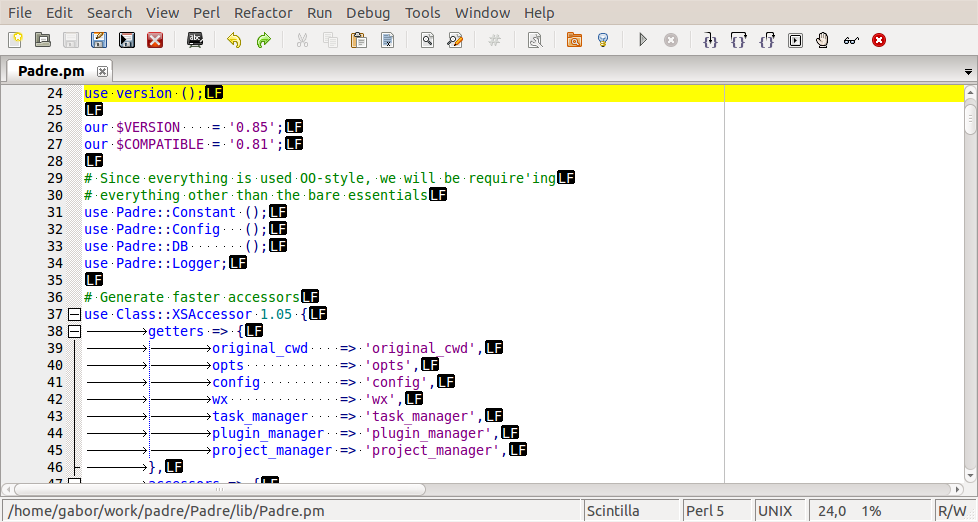 File Edit Search View Perl Refactor Run Debug Tools Window Help
abc
Padre.pm
24 use version ();LF
25 LF
26 our $VERSION    = '0.85';LF
27 our $COMPATIBLE = '0.81';LF
28 LF
29 # Since everything is used OO-style, we will be require'ingLF
30 # everything other than the bare essentialsLF
31 use Padre::Constant ();LF
32 use Padre::Config   ();LF
33 use Padre::DB       ();LF
34 use Padre::Logger;LF
35 LF
36 # Generate faster accessorsLF
37 use Class::XSAccessor 1.05 {LF
38 getters => {LF
39 original_cwd    => 'original_cwd',LF
40 opts            => 'opts',LF
41 config          => 'config',LF
42 wx              => 'wx',LF
43 task_manager    => 'task_manager',LF
44 plugin_manager  => 'plugin_manager',LF
45 project_manager => 'project_manager',LF
46 },LF
47 accessors => {LF
/home/gabor/work/padre/Padre/lib/Padre.pm Scintilla Perl 5 UNIX 24,0 1% R/W